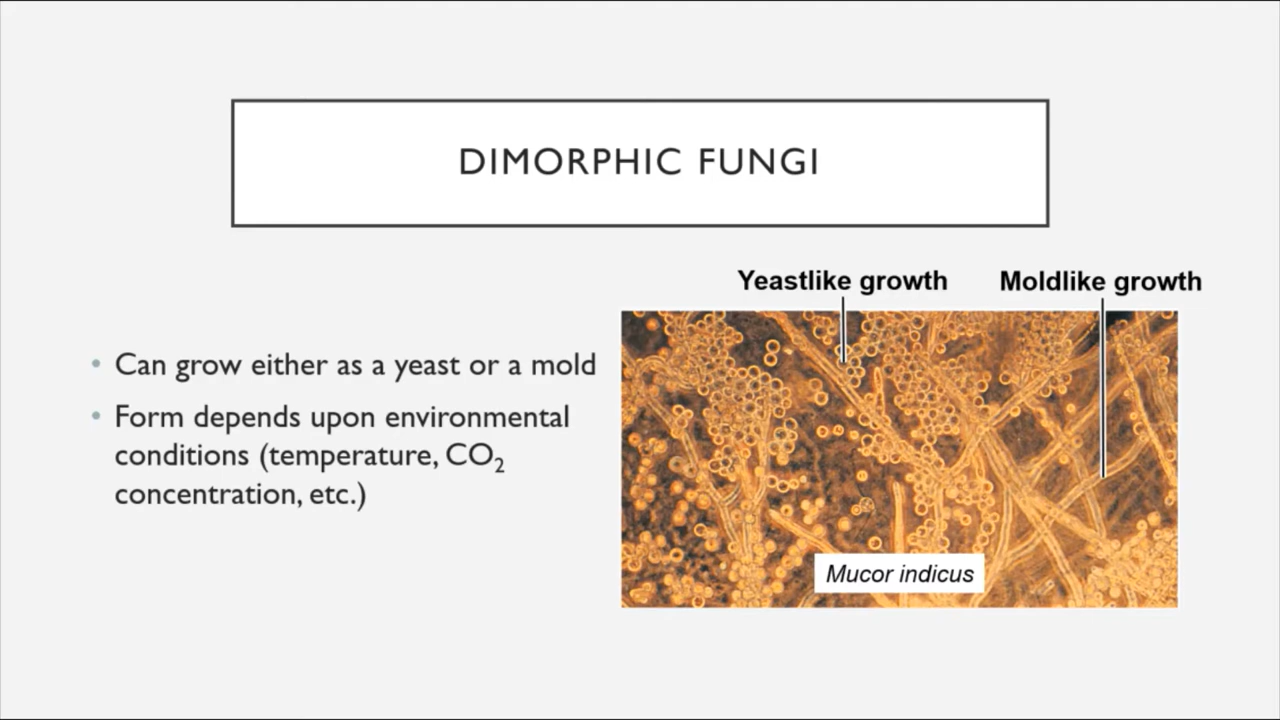 DIMORPHIC FUNGI
• Can grow either as a yeast or a mold
• Form depends upon environmental
conditions (temperature, CO₂
concentration, etc.)
Yeastlike growth
Moldlike growth
Mucor indicus